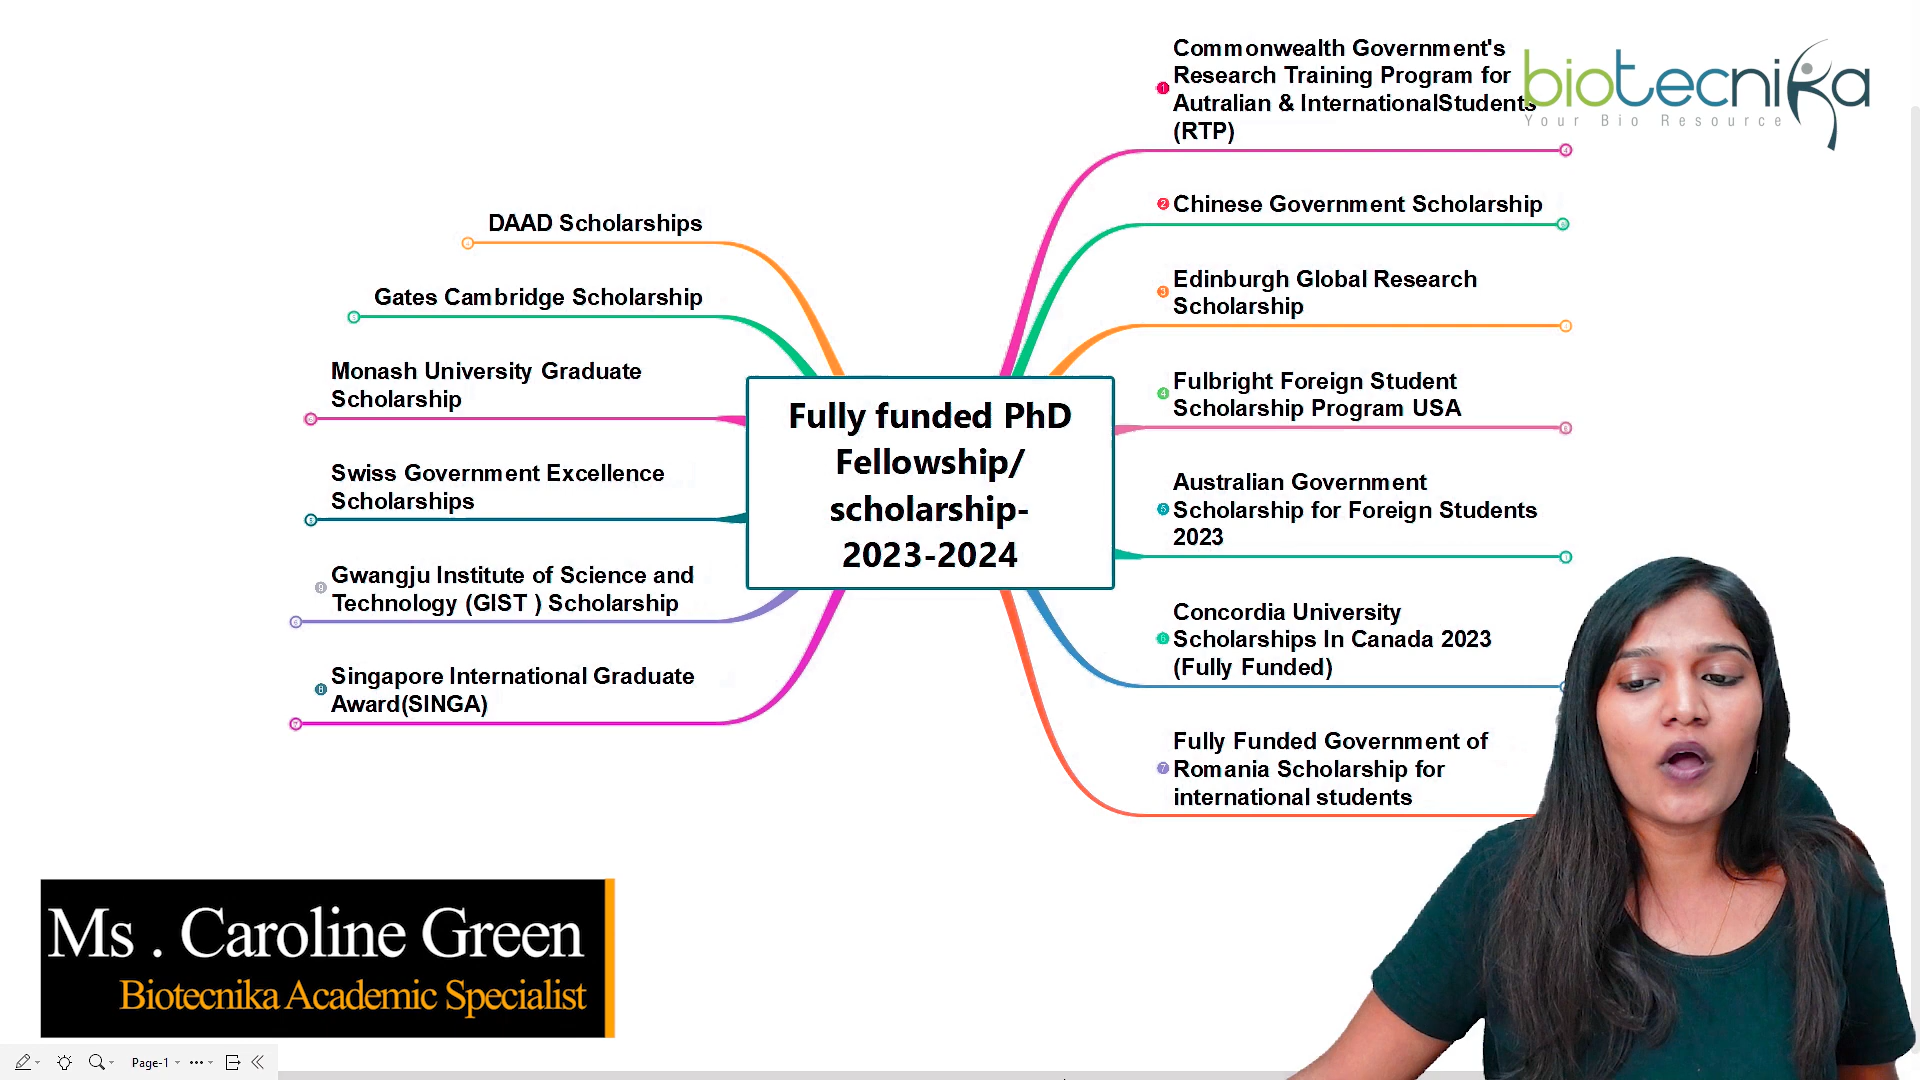 Commonwealth Government's
Research Training Program for
Autralian & InternationalStudents
(RTP)
biotecnika
Your Bio Resource
Chinese Government Scholarship
Edinburgh Global Research
Scholarship
Fulbright Foreign Student
Scholarship Program USA
Australian Government
Scholarship for Foreign Students
2023
Concordia University
Scholarships In Canada 2023
(Fully Funded)
Fully Funded Government of
Romania Scholarship for
international students
DAAD Scholarships
Gates Cambridge Scholarship
Monash University Graduate
Scholarship
Swiss Government Excellence
Scholarships
Gwangju Institute of Science and
Technology (GIST ) Scholarship
Singapore International Graduate
Award(SINGA)
Fully funded PhD
Fellowship/
scholarship-
2023-2024
Ms . Caroline Green
Biotecnika Academic Specialist
Page-1